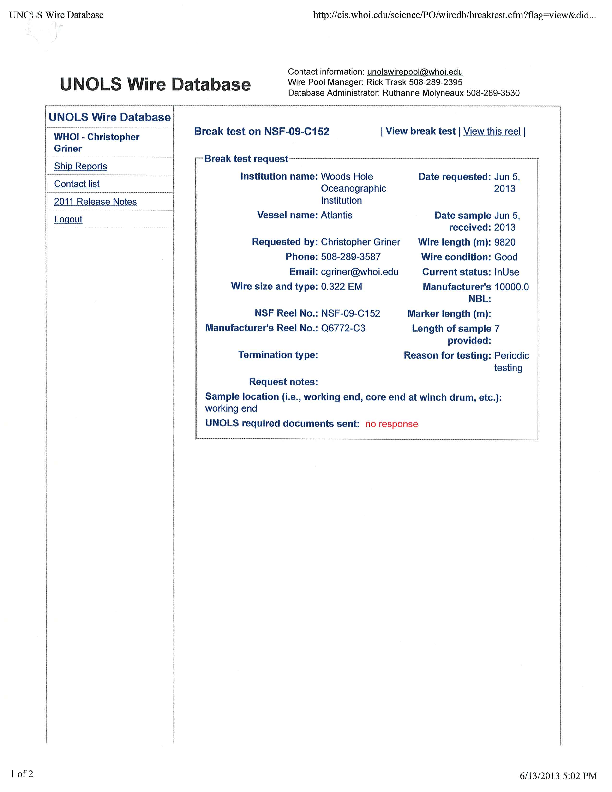 UNOLS Wire Database http://cis.whoi.edu/science/PO/wiredb/breaktest.cfm?flag=view&did...
UNOLS Wire Database
Contact information: unolswirepool@whoi.edu
Wire Pool Manager: Rick Trask 508-289-2395
Database Administrator: Ruthanne Molyneaux 508-289-3530
UNOLS Wire Database
WHOI - Christopher
Griner
Ship Reports
Contact list
2011 Release Notes
Logout
Break test on NSF-09-C152 | View break test | View this reel |
Break test request
Institution name: Woods Hole Date requested: Jun 5,
Oceanographic 2013
Institution
Vessel name: Atlantis Date sample Jun 5,
received: 2013
Requested by: Christopher Griner Wire length (m): 9820
Phone: 508-289-3587 Wire condition: Good
Email: cgriner@whoi.edu Current status: InUse
Wire size and type: 0.322 EM Manufacturer's 10000.0
NBL:
NSF Reel No.: NSF-09-C152 Marker length (m):
Manufacturer's Reel No.: Q6772-C3 Length of sample 7
provided:
Termination type: Reason for testing: Periodic
testing
Request notes:
Sample location (i.e., working end, core end at winch drum, etc.):
working end
UNOLS required documents sent: no response
1 of 2 6/13/2013 5:02 PM